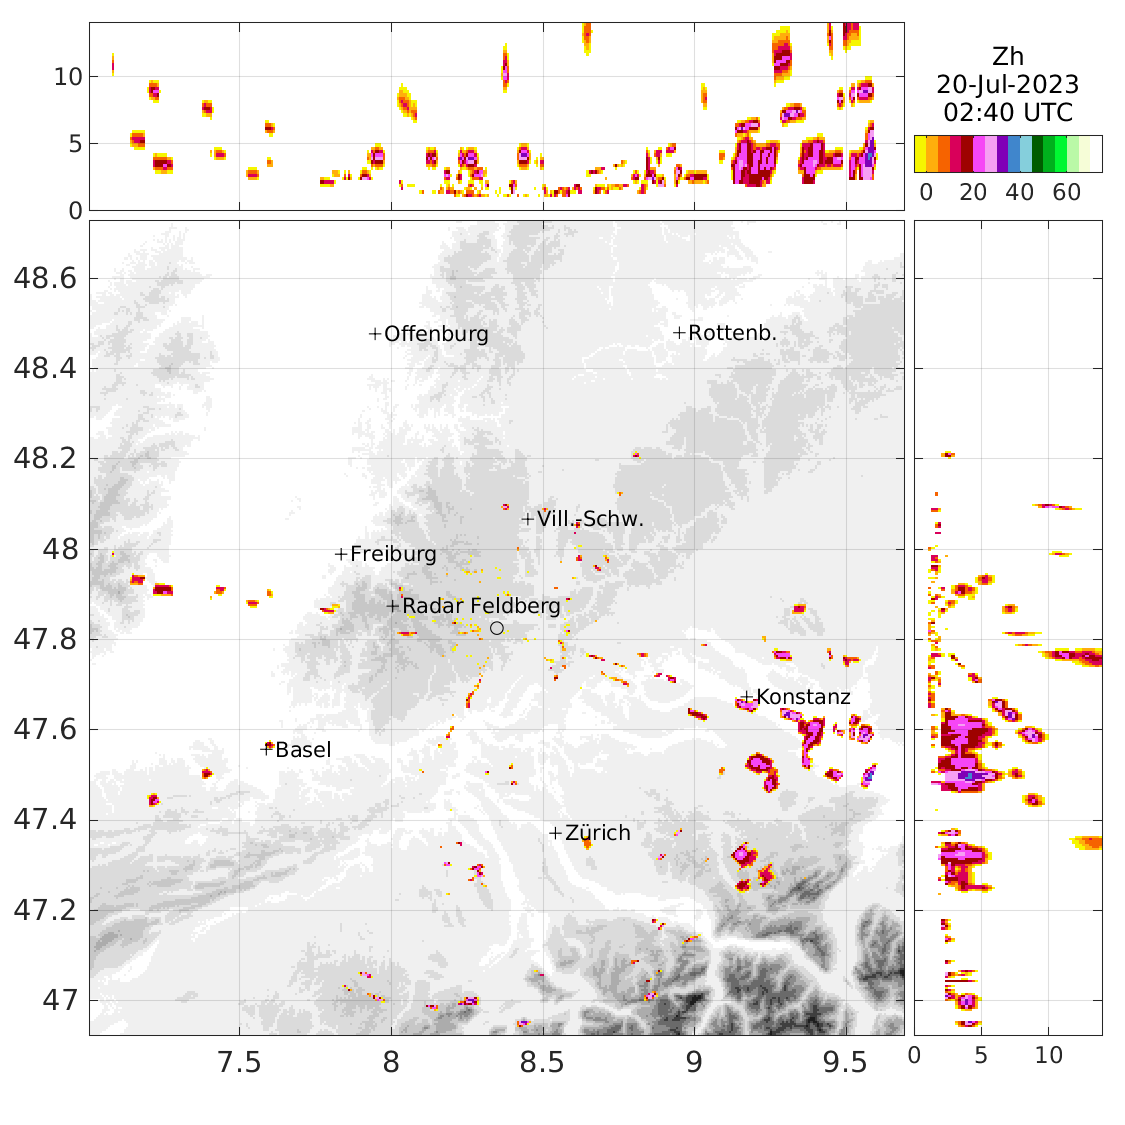 10
5
0
Zh
20-Jul-2023
02:40 UTC
0 20 40 60
48.6
48.4
48.2
48
47.8
47.6
47.4
47.2
47
+Offenburg
+Rottenb.
+Vill.-Schw.
+Freiburg
+Radar Feldberg
+Konstanz
+Basel
+Zürich
7.5 8 8.5 9 9.5
0 5 10